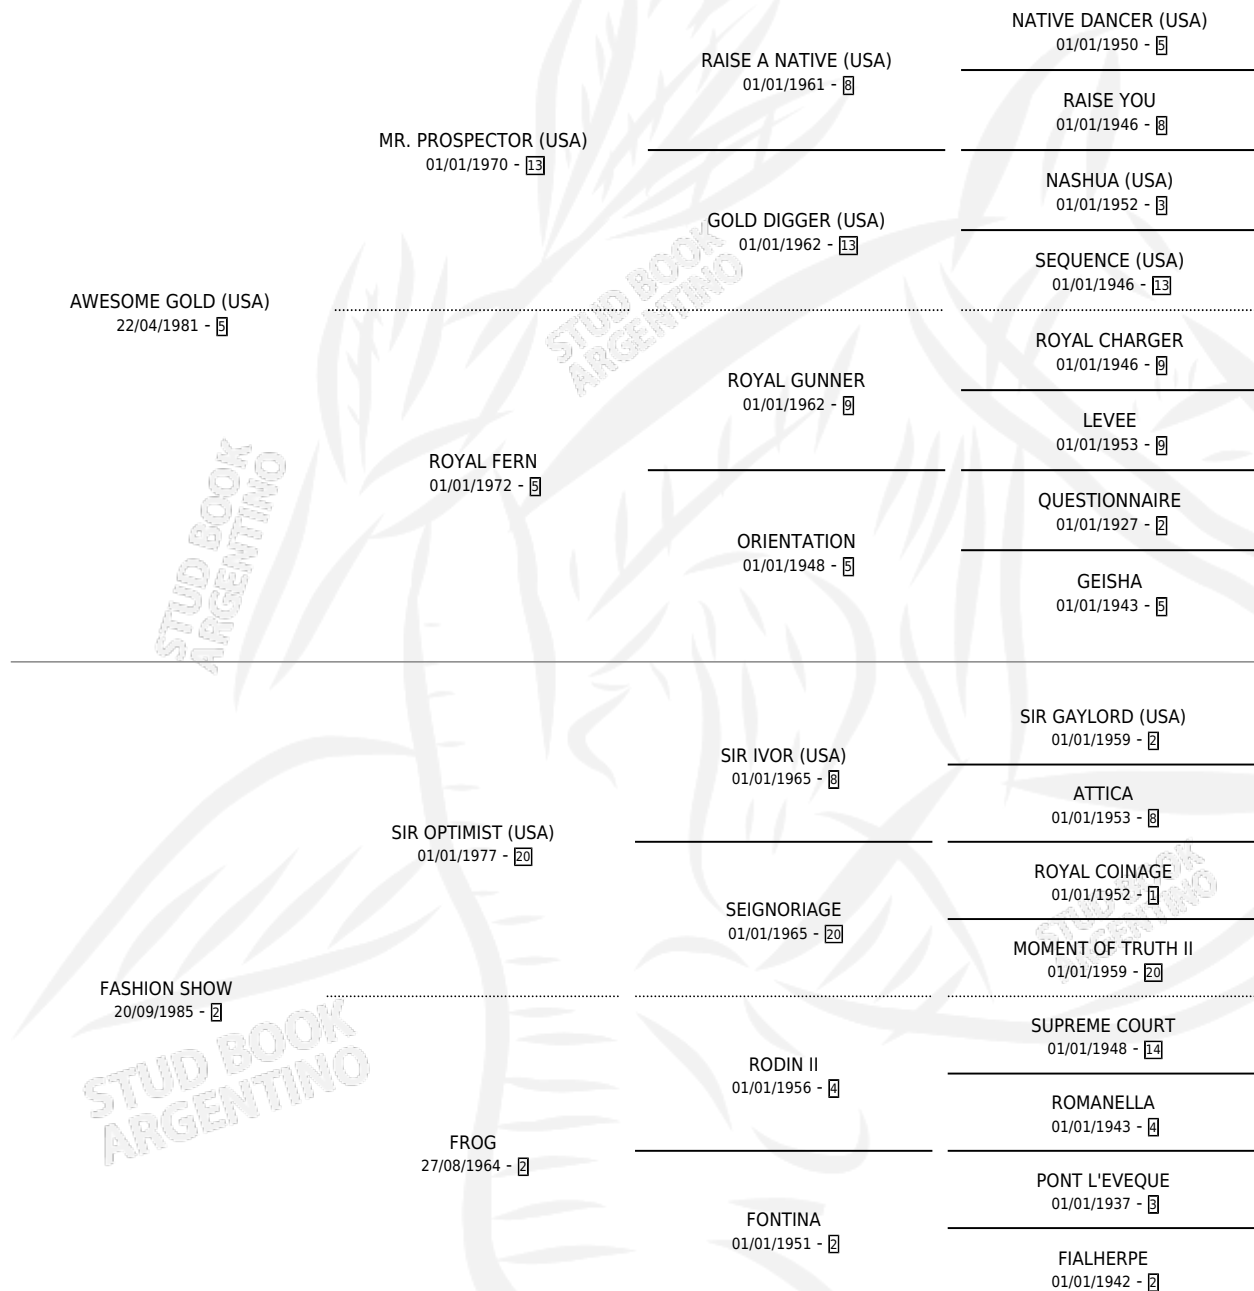 NATIVE DANCER (USA)
01/01/1950 - 5
RAISE A NATIVE (USA)
01/01/1961 - 8
RAISE YOU
01/01/1946 - 8
MR. PROSPECTOR (USA)
01/01/1970 - 13
NASHUA (USA)
01/01/1952 - 3
GOLD DIGGER (USA)
01/01/1962 - 13
SEQUENCE (USA)
01/01/1946 - 13
AWESOME GOLD (USA)
22/04/1981 - 5
STUD BOOK
ARGENTINO
ROYAL CHARGER
01/01/1946 - 9
ROYAL GUNNER
01/01/1962 - 9
LEVEE
01/01/1953 - 9
ROYAL FERN
01/01/1972 - 5
QUESTIONNAIRE
01/01/1927 - 2
ORIENTATION
01/01/1948 - 5
GEISHA
01/01/1943 - 5
STUD BOOK
ARGENTINO
SIR GAYLORD (USA)
01/01/1959 - 2
SIR IVOR (USA)
01/01/1965 - 8
ATTICA
01/01/1953 - 8
SIR OPTIMIST (USA)
01/01/1977 - 20
ROYAL COINAGE
01/01/1952 - 1
SEIGNORIAGE
01/01/1965 - 20
MOMENT OF TRUTH II
01/01/1959 - 20
STUD BOOK
ARGENTINO
FASHION SHOW
20/09/1985 - 2
STUD BOOK
ARGENTINO
SUPREME COURT
01/01/1948 - 14
RODIN II
01/01/1956 - 4
ROMANELLA
01/01/1943 - 4
FROG
27/08/1964 - 2
PONT L'EVEQUE
01/01/1937 - 3
FONTINA
01/01/1951 - 2
FIALHERPE
01/01/1942 - 2